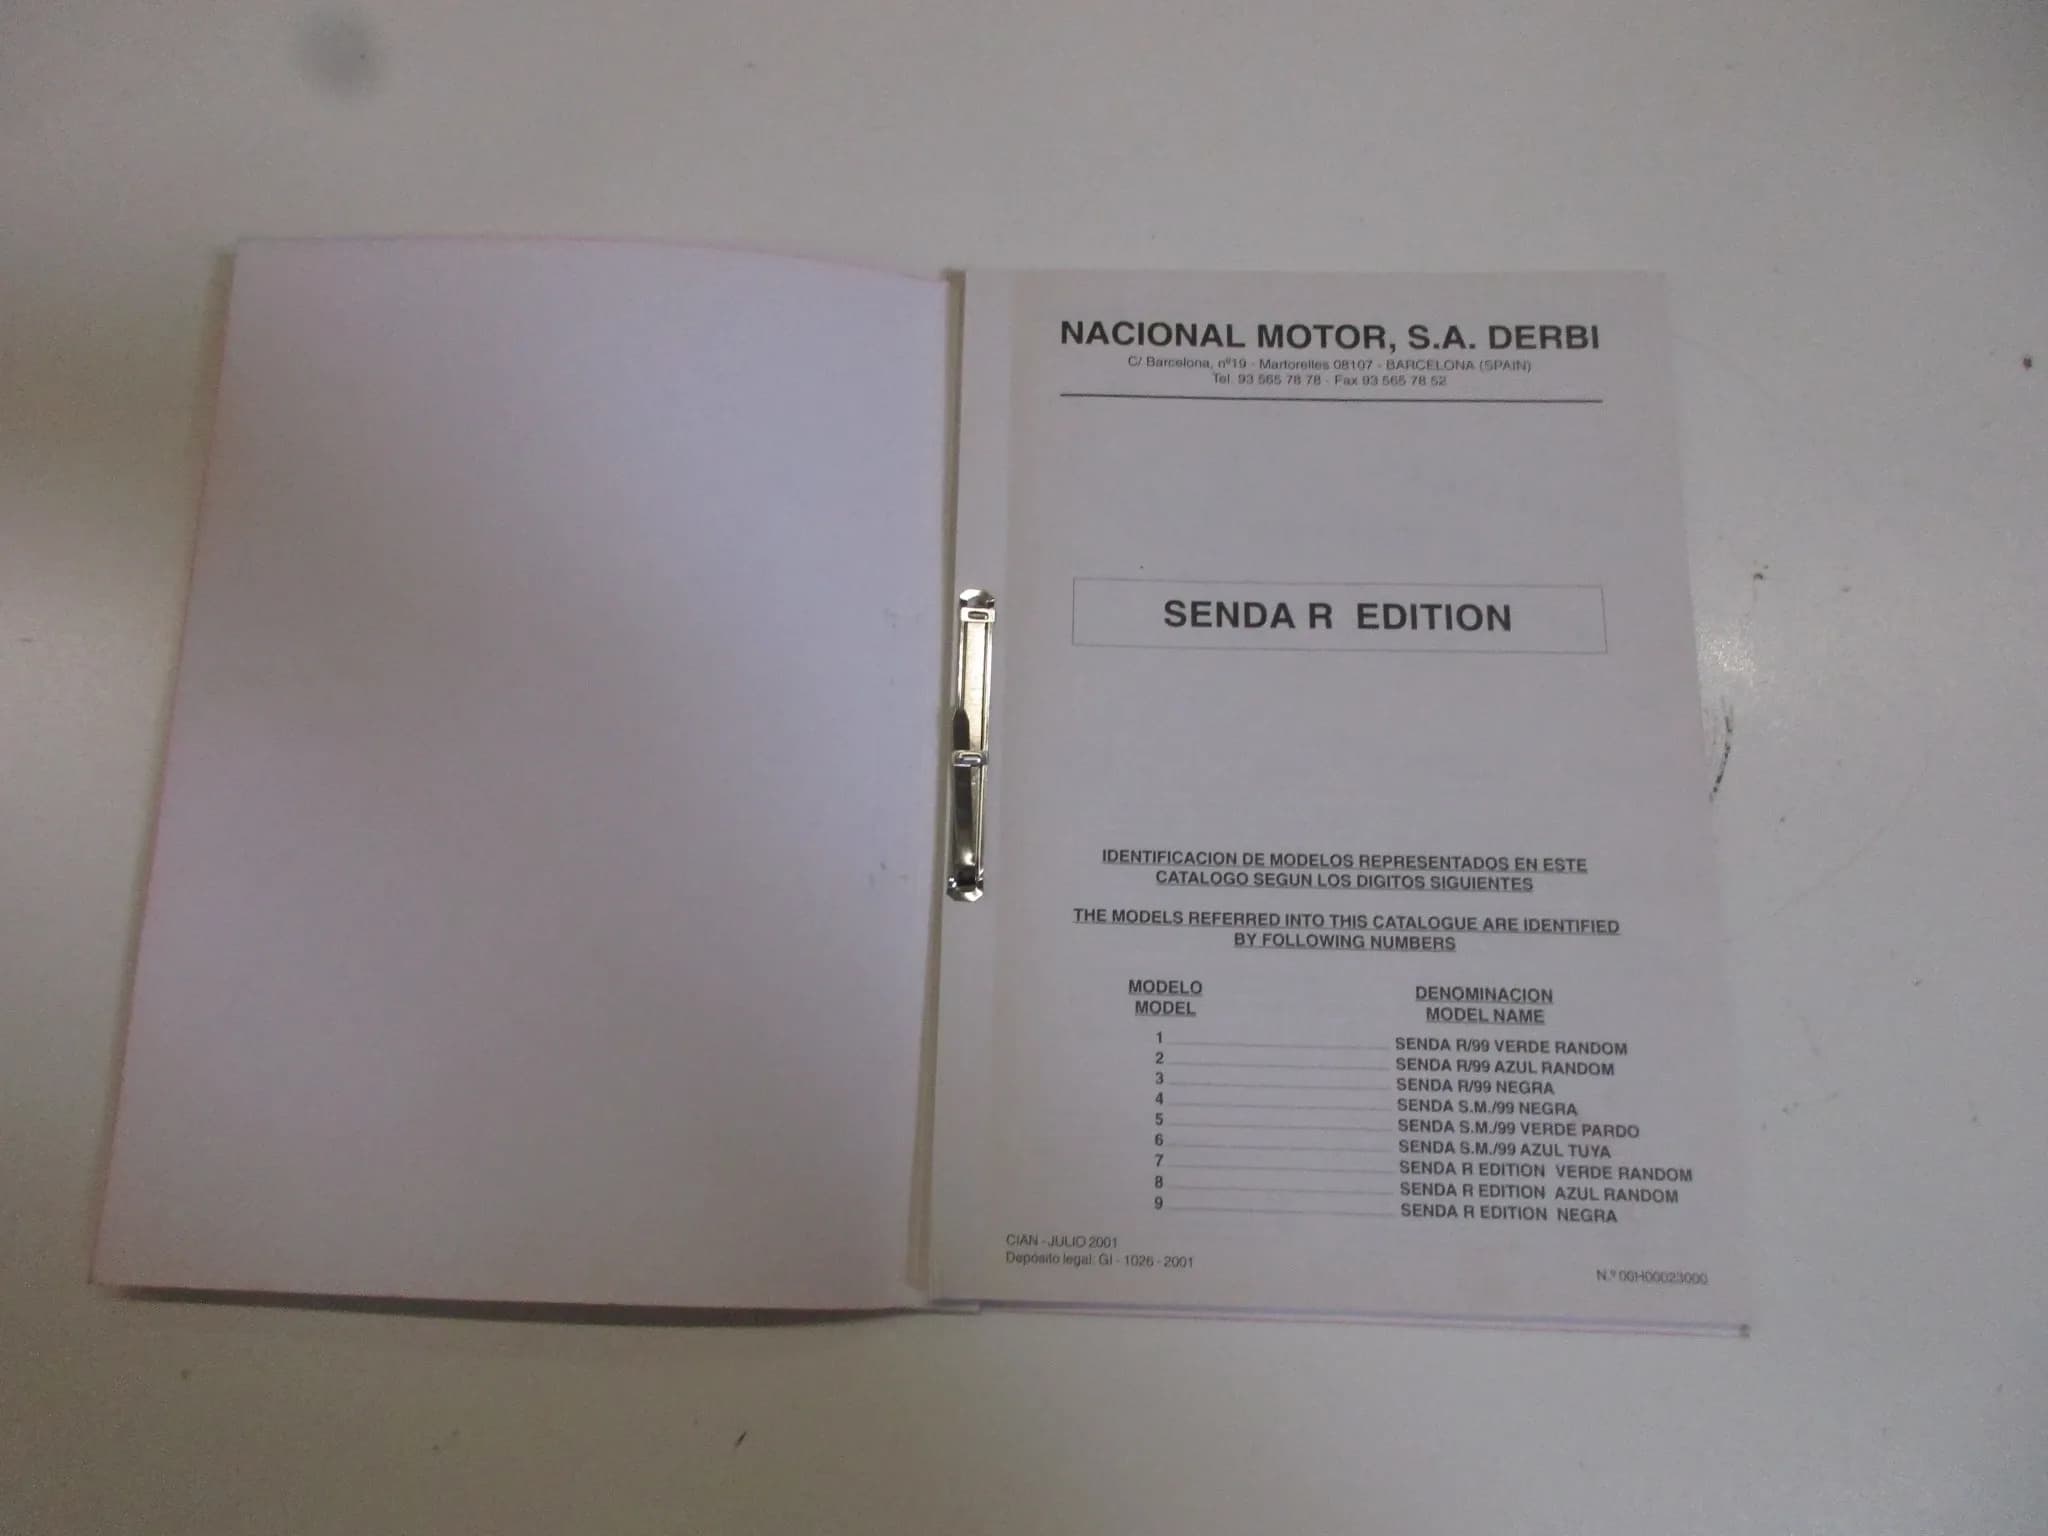 NACIONAL MOTOR, S.A. DERBI
C/ Barcelona, nº19 - Martorelles 08107 - BARCELONA (SPAIN)
Tel. 93 565 78 78 - Fax 93 565 78 52
SENDA R EDITION
IDENTIFICACION DE MODELOS REPRESENTADOS EN ESTE
CATALOGO SEGUN LOS DIGITOS SIGUIENTES
THE MODELS REFERRED INTO THIS CATALOGUE ARE IDENTIFIED
BY FOLLOWING NUMBERS
MODELO DENOMINACION
MODEL MODEL NAME
1 SENDA R/99 VERDE RANDOM
2 SENDA R/99 AZUL RANDOM
3 SENDA R/99 NEGRA
4 SENDA S.M./99 NEGRA
5 SENDA S.M./99 VERDE PARDO
6 SENDA S.M./99 AZUL TUYA
7 SENDA R EDITION VERDE RANDOM
8 SENDA R EDITION AZUL RANDOM
9 SENDA R EDITION NEGRA
CIAN - JULIO 2001
Depósito legal: GI - 1026 - 2001
N.º 00H00023000